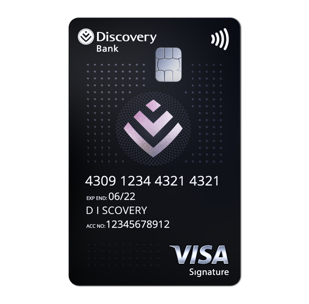 Discovery
Bank
4309 1234 4321 4321
EXP END: 06/22
D I SCOVERY
ACC NO: 12345678912
VISA
Signature